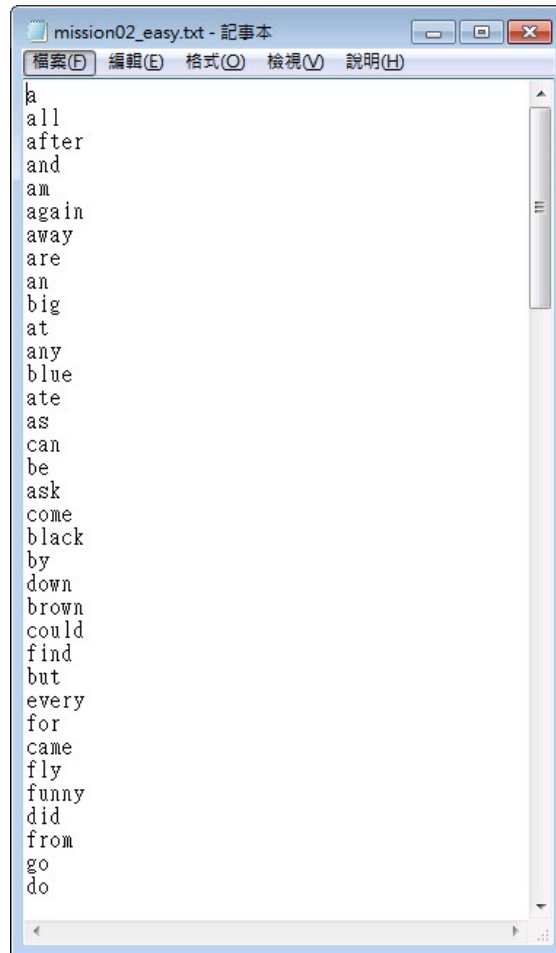 mission02_easy.txt - 記事本
檔案(F) 編輯(E) 格式(O) 檢視(V) 說明(H)
a
all
after
and
am
again
away
are
an
big
at
any
blue
ate
as
can
be
ask
come
black
by
down
brown
could
find
but
every
for
came
fly
funny
did
from
go
do